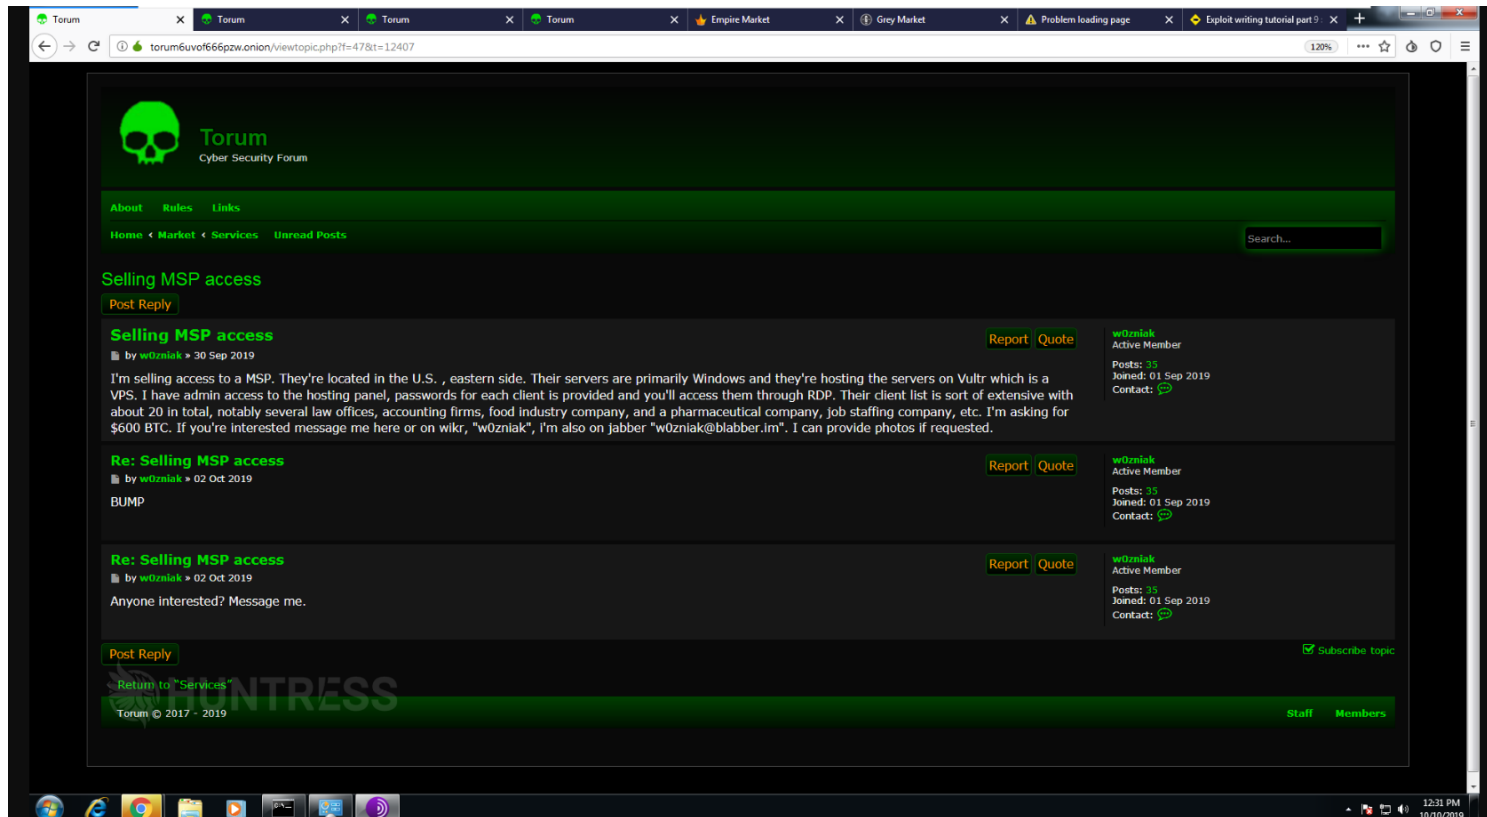 Torum
Torum
Torum
Torum
Empire Market
Grey Market
Problem loading page
Exploit writing tutorial part 9 :
torum6uvof666pzw.onion/viewtopic.php?f=47&t=12407
120%
Torum
Cyber Security Forum
About Rules Links
Home ‹ Market ‹ Services Unread Posts
Search...
Selling MSP access
Post Reply
Selling MSP access
by w0zniak » 30 Sep 2019
I'm selling access to a MSP. They're located in the U.S. , eastern side. Their servers are primarily Windows and they're hosting the servers on Vultr which is a
VPS. I have admin access to the hosting panel, passwords for each client is provided and you'll access them through RDP. Their client list is sort of extensive with
about 20 in total, notably several law offices, accounting firms, food industry company, and a pharmaceutical company, job staffing company, etc. I'm asking for
$600 BTC. If you're interested message me here or on wikr, "w0zniak", i'm also on jabber "w0zniak@blabber.im". I can provide photos if requested.
Report Quote
w0zniak
Active Member
Posts: 35
Joined: 01 Sep 2019
Contact:
Re: Selling MSP access
by w0zniak » 02 Oct 2019
BUMP
Report Quote
w0zniak
Active Member
Posts: 35
Joined: 01 Sep 2019
Contact:
Re: Selling MSP access
by w0zniak » 02 Oct 2019
Anyone interested? Message me.
Report Quote
w0zniak
Active Member
Posts: 35
Joined: 01 Sep 2019
Contact:
Post Reply
Subscribe topic
Return to "Services"
HUNTRESS
Torum © 2017 - 2019
Staff Members
12:31 PM
10/10/2019